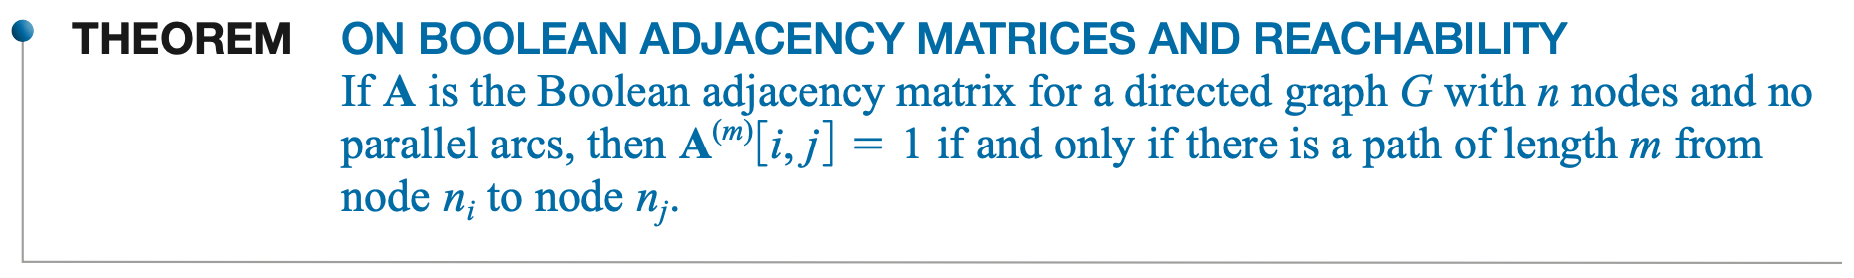 THEOREM ON BOOLEAN ADJACENCY MATRICES AND REACHABILITY
If A is the Boolean adjacency matrix for a directed graph G with n nodes and no
parallel arcs, then A^(m)[i, j] = 1 if and only if there is a path of length m from
node n_i to node n_j.